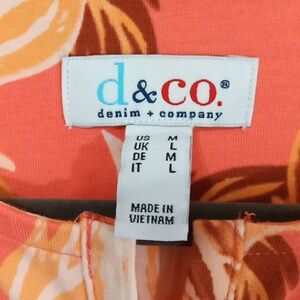 d&co.®
denim + company
US M
UK L
DE M
IT L
MADE IN
VIETNAM